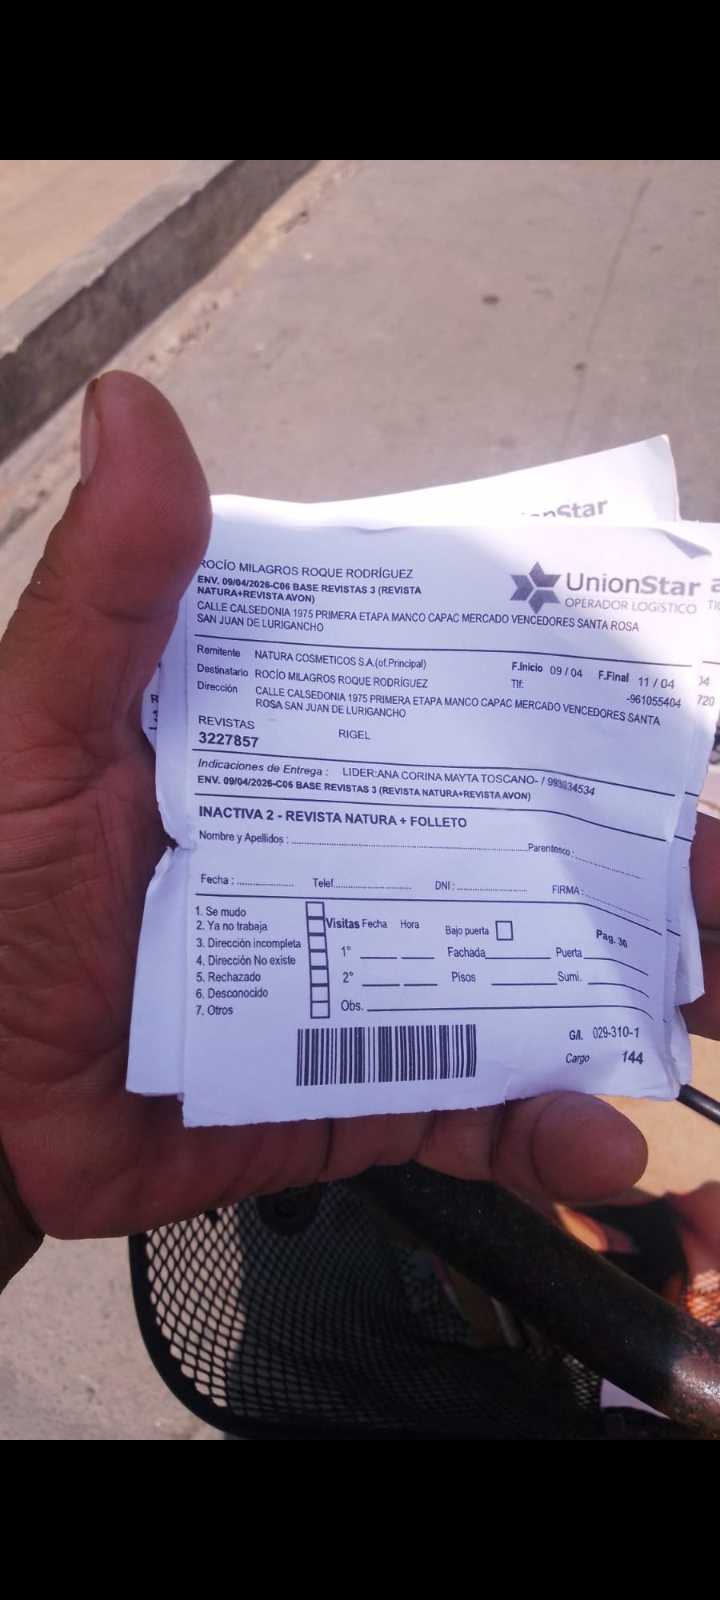 nStar
ROCÍO MILAGROS ROQUE RODRÍGUEZ
ENV. 09/04/2026-C06 BASE REVISTAS 3 (REVISTA
NATURA+REVISTA AVON)
UnionStar
OPERADOR LOGíSTICO
CALLE CALSEDONIA 1975 PRIMERA ETAPA MANCO CAPAC MERCADO VENCEDORES SANTA ROSA
SAN JUAN DE LURIGANCHO
Remitente NATURA COSMETICOS S.A.(of.Principal)
F.Inicio 09 / 04 F.Final 11 / 04
Destinatario ROCÍO MILAGROS ROQUE RODRÍGUEZ
Tlf: -961055404
Dirección CALLE CALSEDONIA 1975 PRIMERA ETAPA MANCO CAPAC MERCADO VENCEDORES SANTA
ROSA SAN JUAN DE LURIGANCHO
04
720
REVISTAS RIGEL
3227857
Indicaciones de Entrega : LIDER:ANA CORINA MAYTA TOSCANO- /
ENV. 09/04/2026-C06 BASE REVISTAS 3 (REVISTA NATURA+REVISTA AVON)
INACTIVA 2 - REVISTA NATURA + FOLLETO
Nombre y Apellidos : Parentesco :
Fecha : Telef. DNI : FIRMA :
1. Se mudo
2. Ya no trabaja
3. Dirección incompleta
4. Dirección No existe
5. Rechazado
6. Desconocido
7. Otros
Visitas Fecha Hora Bajo puerta Pag. 36
1° Fachada Puerta
2° Pisos Sumi.
Obs.
G/l. 029-310-1
Cargo 144